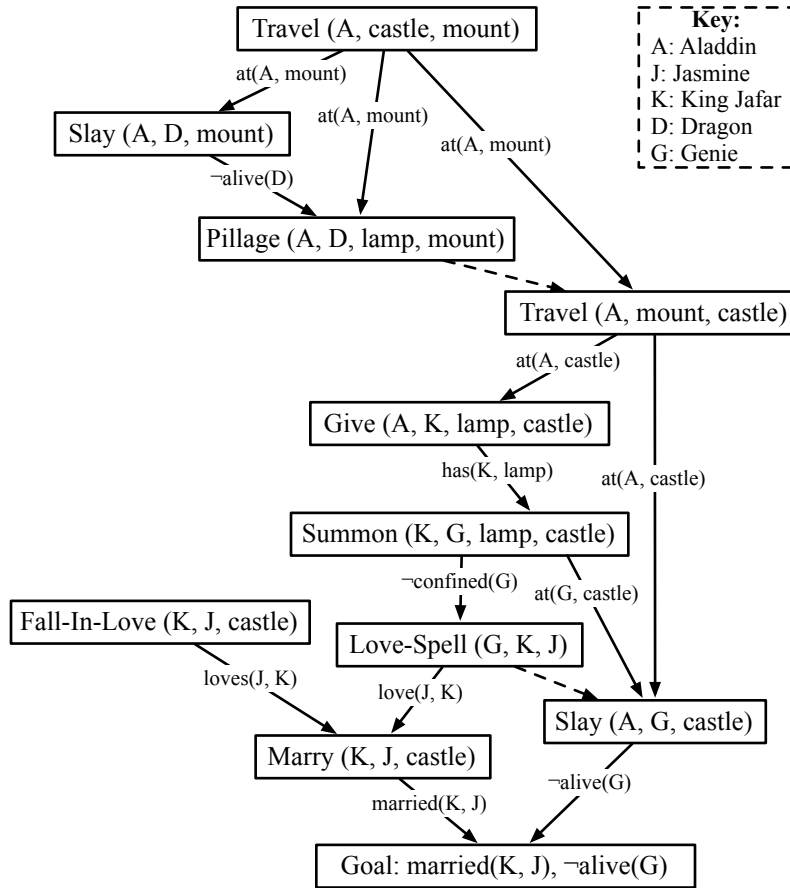 Travel (A, castle, mount)
Key:
A: Aladdin
J: Jasmine
K: King Jafar
D: Dragon
G: Genie
at(A, mount)
at(A, mount)
at(A, mount)
Slay (A, D, mount)
¬alive(D)
Pillage (A, D, lamp, mount)
Travel (A, mount, castle)
at(A, castle)
Give (A, K, lamp, castle)
has(K, lamp)
at(A, castle)
Summon (K, G, lamp, castle)
¬confined(G)
at(G, castle)
Fall-In-Love (K, J, castle)
Love-Spell (G, K, J)
loves(J, K)
love(J, K)
Slay (A, G, castle)
Marry (K, J, castle)
¬alive(G)
married(K, J)
Goal: married(K, J), ¬alive(G)